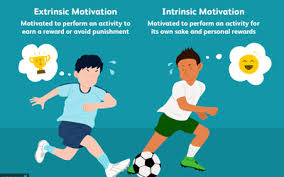 Extrinsic Motivation
Motivated to perform an activity to
earn a reward or avoid punishment
Intrinsic Motivation
Motivated to perform an activity for
its own sake and personal rewards